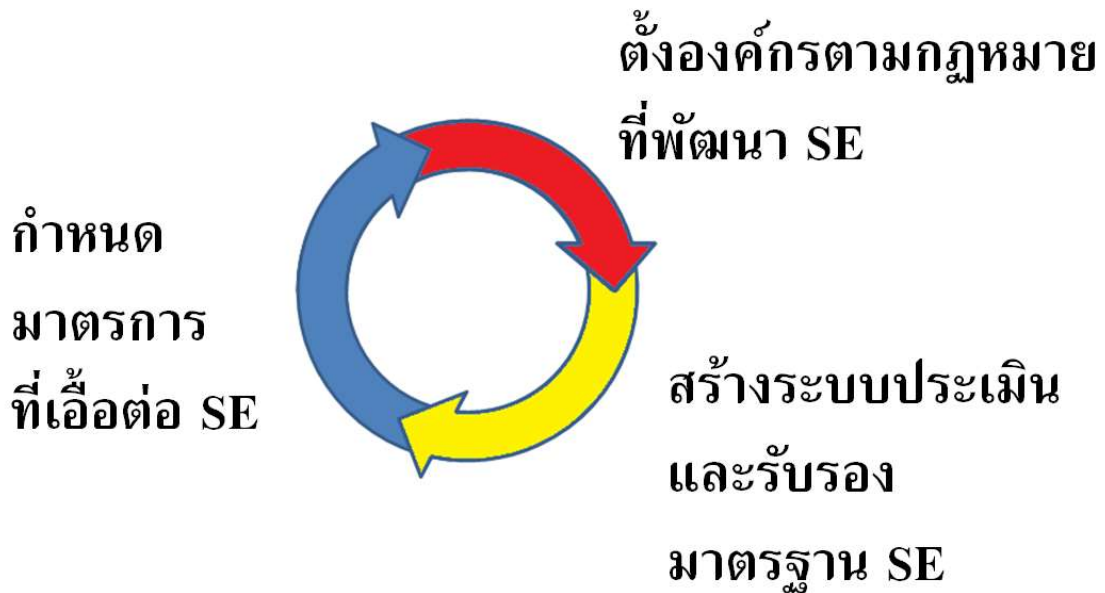 ตั้งองค์กรตามกฎหมาย
ที่พัฒนา SE
กำหนด
มาตรการ
ที่เอื้อต่อ SE
สร้างระบบประเมิน
และรับรอง
มาตรฐาน SE